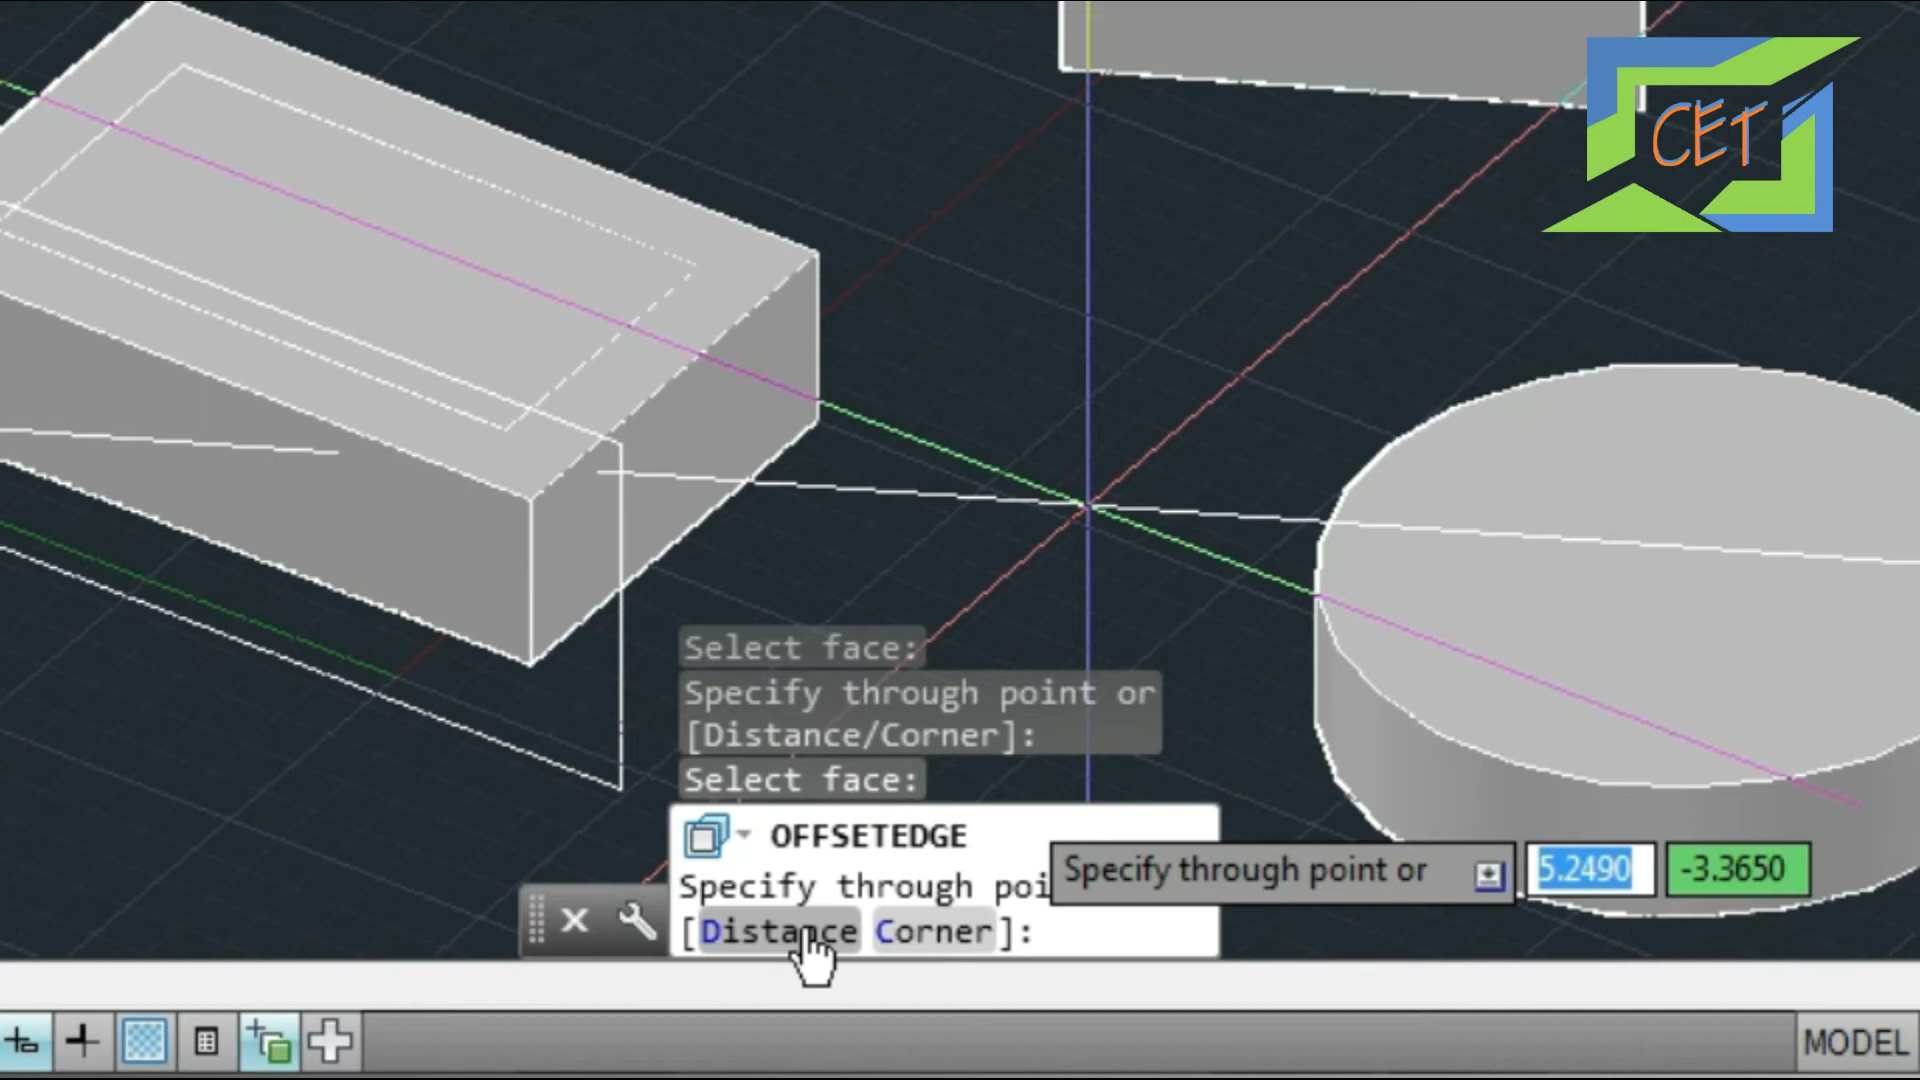 CET
Select face:
Specify through point or
[Distance/Corner]:
Select face:
OFFSETEDGE
Specify through poi
[Distance Corner]:
Specify through point or
5.2490
-3.3650
MODEL